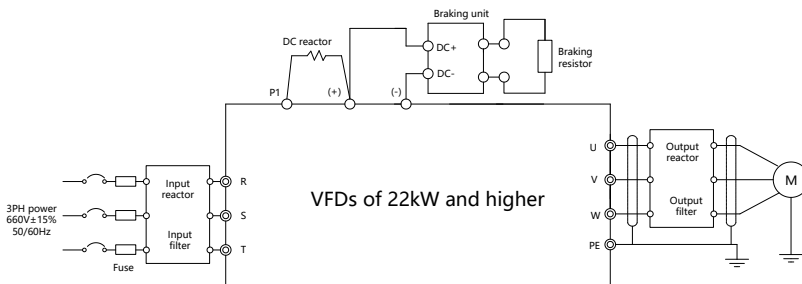 Braking unit
DC reactor
DC+
DC-
Braking
resistor
P1
(+)
(-)
3PH power
660V±15%
50/60Hz
Fuse
Input
reactor
Input
filter
R
S
T
VFDs of 22kW and higher
U
V
W
PE
Output
reactor
Output
filter
M